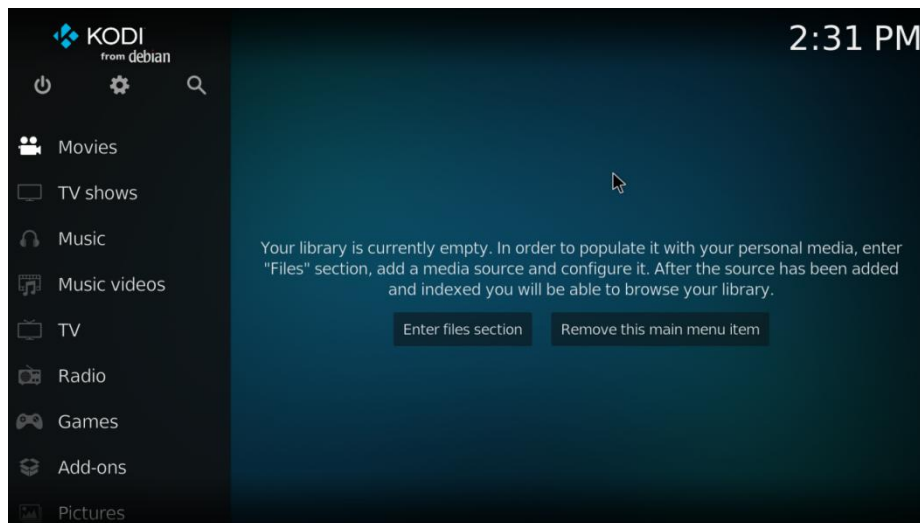 KODI
from debian
2:31 PM
Movies
TV shows
Music
Music videos
TV
Radio
Games
Add-ons
Pictures
Your library is currently empty. In order to populate it with your personal media, enter
"Files" section, add a media source and configure it. After the source has been added
and indexed you will be able to browse your library.
Enter files section
Remove this main menu item